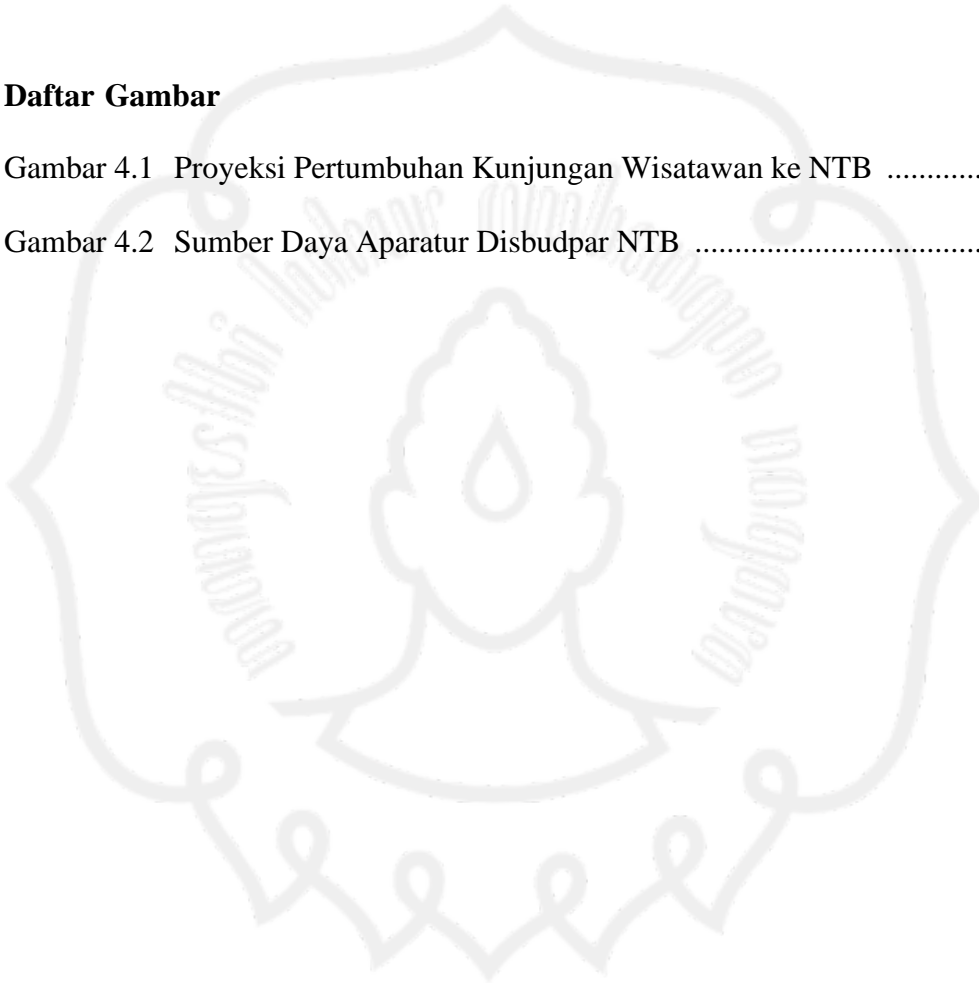 Daftar Gambar
Gambar 4.1 Proyeksi Pertumbuhan Kunjungan Wisatawan ke NTB ............
Gambar 4.2 Sumber Daya Aparatur Disbudpar NTB ....................................